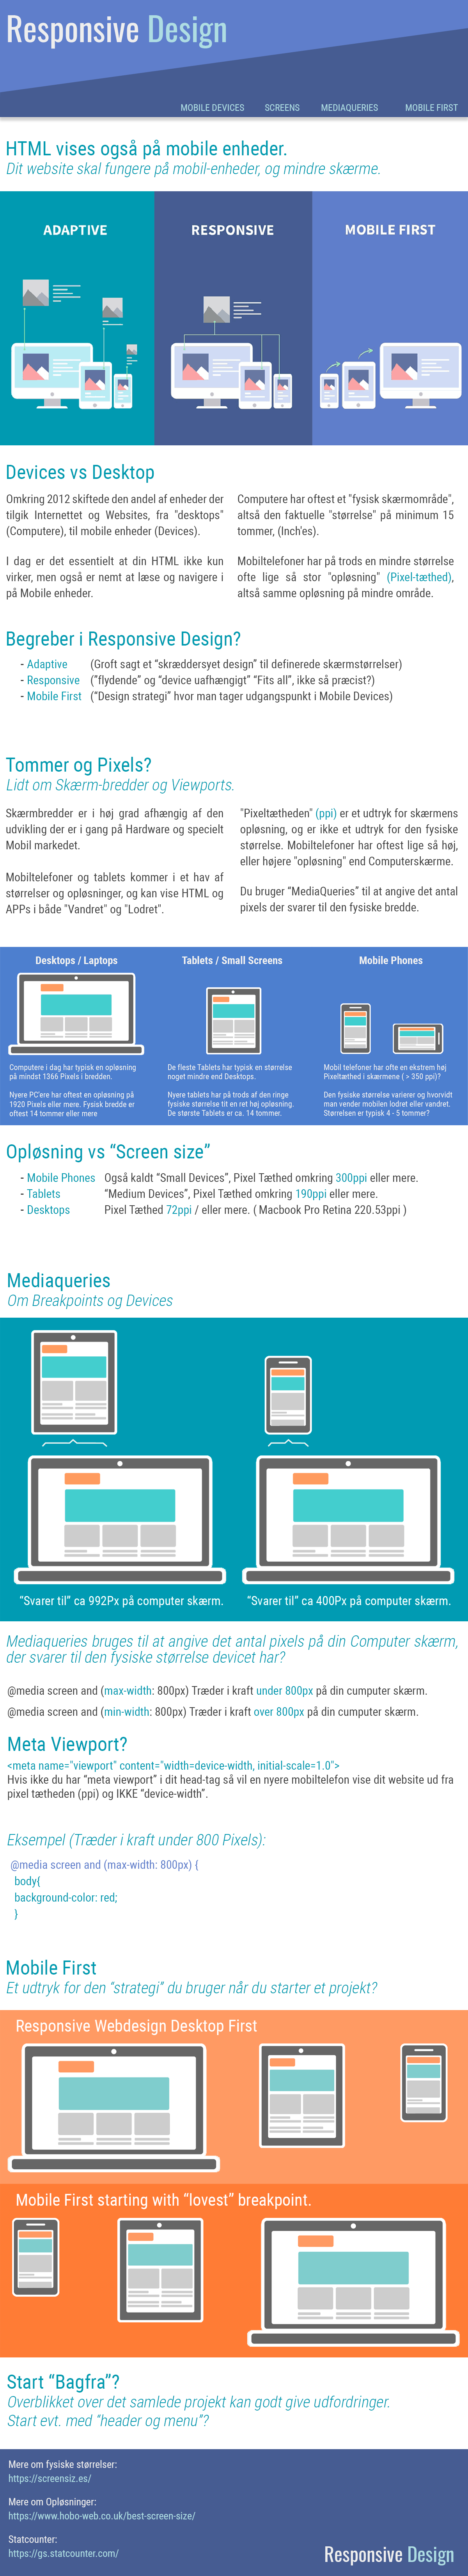 Responsive Design
MOBILE DEVICES SCREENS MEDIAQUERIES MOBILE FIRST
HTML vises også på mobile enheder.
Dit website skal fungere på mobil-enheder, og mindre skærme.
ADAPTIVE
RESPONSIVE
MOBILE FIRST
Devices vs Desktop
Omkring 2012 skiftede den andel af enheder der
tilgik Internettet og Websites, fra "desktops"
(Computere), til mobile enheder (Devices).
I dag er det essentielt at din HTML ikke kun
virker, men også er nemt at læse og navigere i
på Mobile enheder.
Computere har oftest et "fysisk skærmområde",
altså den faktuelle "størrelse" på minimum 15
tommer, (Inch'es).
Mobiltelefoner har på trods en mindre størrelse
ofte lige så stor "opløsning" (Pixel-tæthed),
altså samme opløsning på mindre område.
Begreber i Responsive Design?
- Adaptive (Groft sagt et “skræddersyet design” til definerede skærmstørrelser)
- Responsive (”flydende” og “device uafhængigt” “Fits all”, ikke så præcist?)
- Mobile First (“Design strategi” hvor man tager udgangspunkt i Mobile Devices)
Tommer og Pixels?
Lidt om Skærm-bredder og Viewports.
Skærmbredder er i høj grad afhængig af den
udvikling der er i gang på Hardware og specielt
Mobil markedet.
Mobiltelefoner og tablets kommer i et hav af
størrelser og opløsninger, og kan vise HTML og
APPs i både "Vandret" og "Lodret".
"Pixeltætheden" (ppi) er et udtryk for skærmens
opløsning, og er ikke et udtryk for den fysiske
størrelse. Mobiltelefoner har oftest lige så høj,
eller højere "opløsning" end Computerskærme.
Du bruger “MediaQueries” til at angive det antal
pixels der svarer til den fysiske bredde.
Desktops / Laptops
Computere i dag har typisk en opløsning
på mindst 1366 Pixels i bredden.
Nyere PC'ere har oftest en opløsning på
1920 Pixels eller mere. Fysisk bredde er
oftest 14 tommer eller mere
Tablets / Small Screens
De fleste Tablets har typisk en størrelse
noget mindre end Desktops.
Nyere tablets har på trods af den ringe
fysiske størrelse tit en ret høj opløsning.
De største Tablets er ca. 14 tommer.
Mobile Phones
Mobil telefoner har ofte en ekstrem høj
Pixeltæthed i skærmene ( > 350 ppi)?
Den fysiske størrelse varierer og hvorvidt
man vender mobilen lodret eller vandret.
Størrelsen er typisk 4 - 5 tommer?
Opløsning vs “Screen size”
- Mobile Phones Også kaldt “Small Devices”, Pixel Tæthed omkring 300ppi eller mere.
- Tablets “Medium Devices”, Pixel Tæthed omkring 190ppi eller mere.
- Desktops Pixel Tæthed 72ppi / eller mere. ( Macbook Pro Retina 220.53ppi )
Mediaqueries
Om Breakpoints og Devices
“Svarer til” ca 992Px på computer skærm.
“Svarer til” ca 400Px på computer skærm.
Mediaqueries bruges til at angive det antal pixels på din Computer skærm,
der svarer til den fysiske størrelse devicet har?
@media screen and (max-width: 800px) Træder i kraft under 800px på din cumputer skærm.
@media screen and (min-width: 800px) Træder i kraft over 800px på din cumputer skærm.
Meta Viewport?
<meta name="viewport" content="width=device-width, initial-scale=1.0">
Hvis ikke du har “meta viewport” i dit head-tag så vil en nyere mobiltelefon vise dit website ud fra
pixel tætheden (ppi) og IKKE “device-width”.
Eksempel (Træder i kraft under 800 Pixels):
@media screen and (max-width: 800px) {
body{
background-color: red;
}
Mobile First
Et udtryk for den “strategi” du bruger når du starter et projekt?
Responsive Webdesign Desktop First
Mobile First starting with “lovest” breakpoint.
Start “Bagfra”?
Overblikket over det samlede projekt kan godt give udfordringer.
Start evt. med “header og menu”?
Mere om fysiske størrelser:
https://screensiz.es/
Mere om Opløsninger:
https://www.hobo-web.co.uk/best-screen-size/
Statcounter:
https://gs.statcounter.com/
Responsive Design